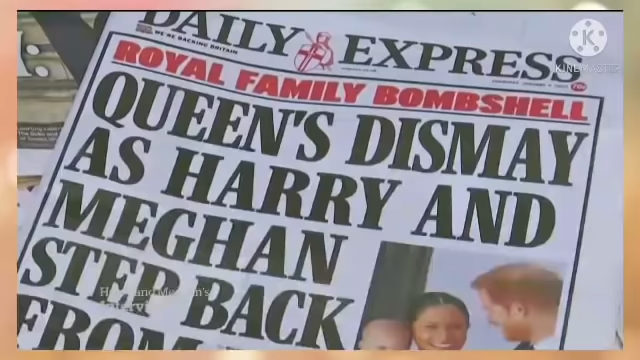 DAILY EXPRESS
WE'RE BACKING BRITAIN
KINEMASTER
ROYAL FAMILY BOMBSHELL
QUEEN'S DISMAY
AS HARRY AND
MEGHAN
STEP BACK
FROM